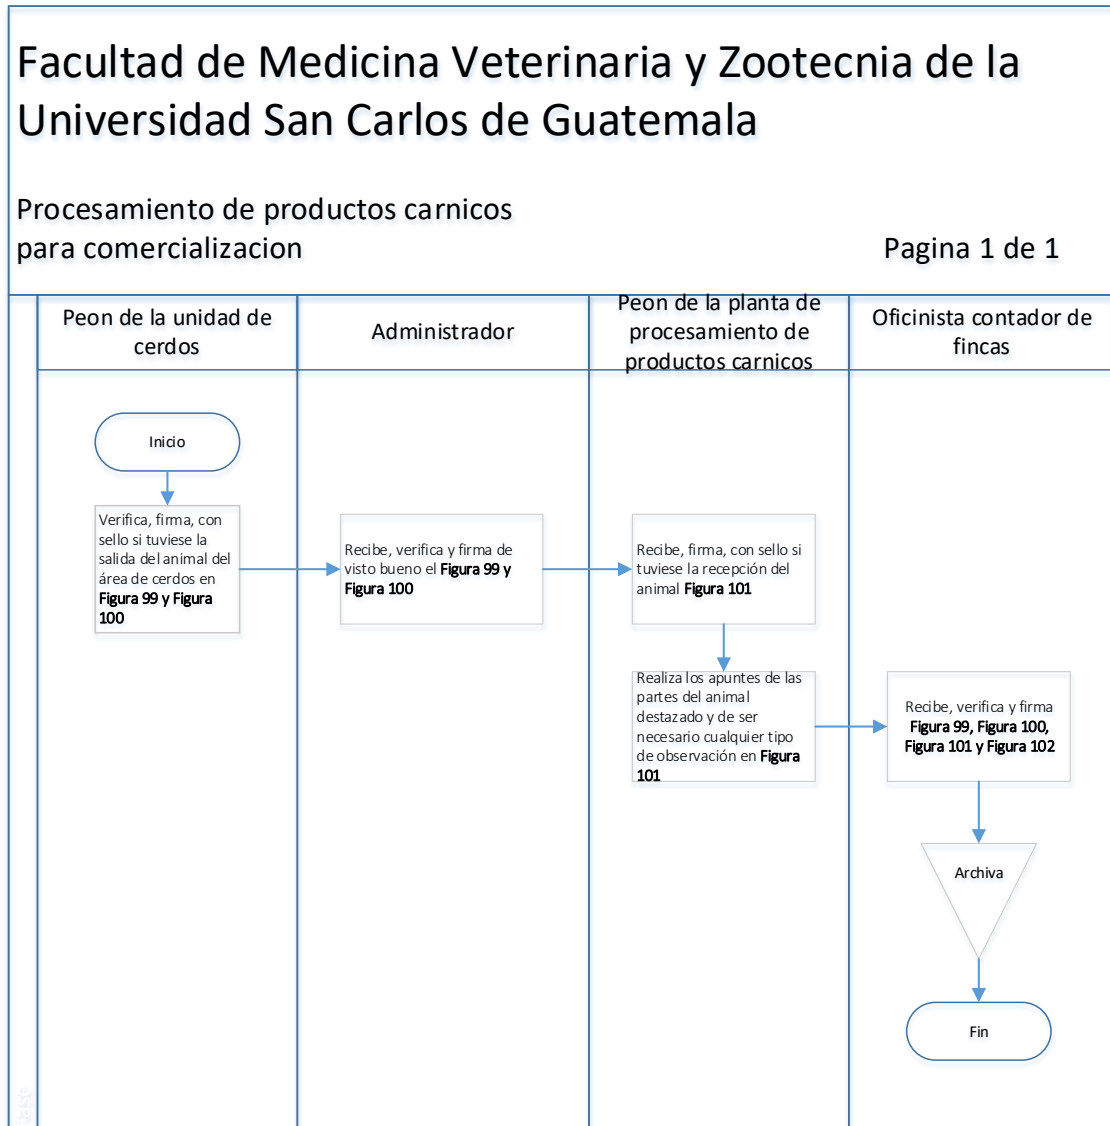 Facultad de Medicina Veterinaria y Zootecnia de la
Universidad San Carlos de Guatemala
Procesamiento de productos carnicos
para comercializacion
Pagina 1 de 1
Peon de la unidad de
cerdos
Administrador
Peon de la planta de
procesamiento de
productos carnicos
Oficinista contador de
fincas
Inicio
Verifica, firma, con
sello si tuviese la
salida del animal del
área de cerdos en
Figura 99 y Figura
100
Recibe, verifica y firma de
visto bueno el Figura 99 y
Figura 100
Recibe, firma, con sello si
tuviese la recepción del
animal Figura 101
Realiza los apuntes de las
partes del animal
destazado y de ser
necesario cualquier tipo
de observación en Figura
101
Recibe, verifica y firma
Figura 99, Figura 100,
Figura 101 y Figura 102
Archiva
Fin